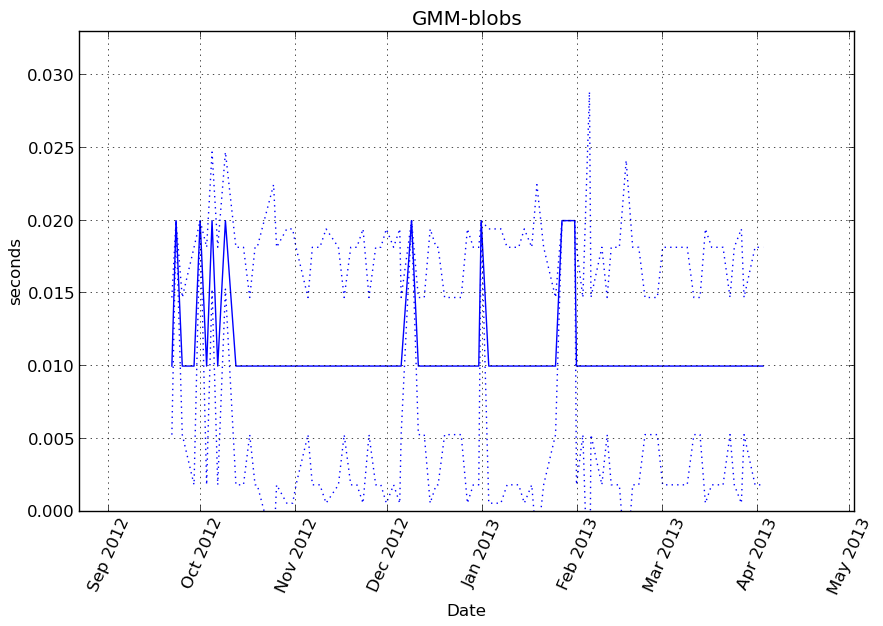 GMM-blobs
0.030
0.025
0.020
0.015
0.010
0.005
0.000
seconds
Sep 2012
Oct 2012
Nov 2012
Dec 2012
Jan 2013
Feb 2013
Mar 2013
Apr 2013
May 2013
Date